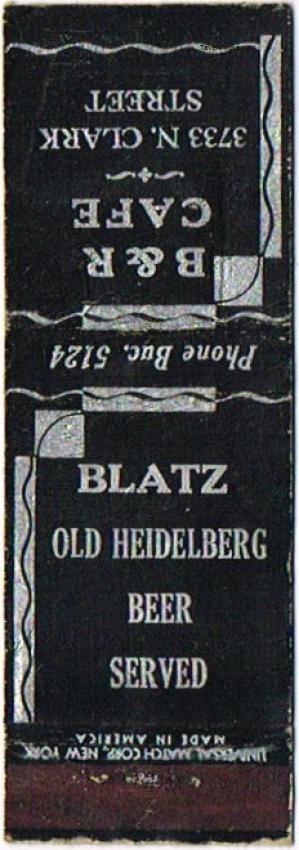 B & R
CAFE
3733 N. CLARK
STREET
Phone Buc. 5124
BLATZ
OLD HEIDELBERG
BEER
SERVED
MADE IN AMERICA
UNIVERSAL MATCH CORP., NEW YORK